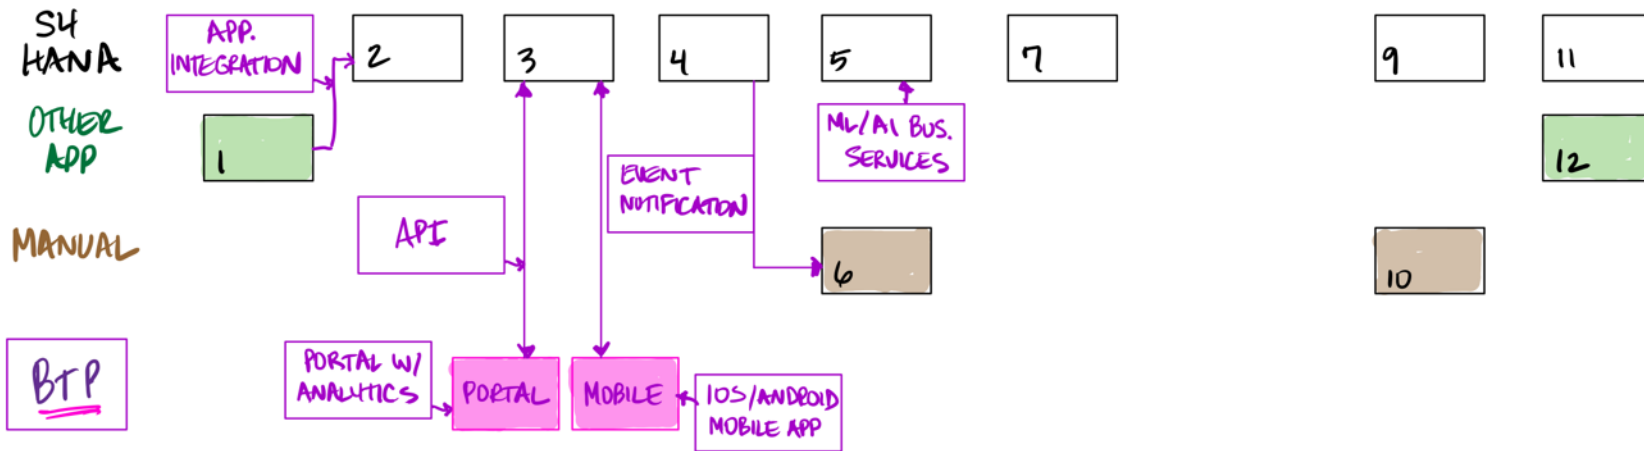 S4
HANA
APP.
INTEGRATION
2
3
4
5
7
9
11
OTHER
APP
1
ML/AI BUS.
SERVICES
12
EVENT
NOTIFICATION
API
MANUAL
6
10
BTP
PORTAL W/
ANALYTICS
PORTAL
MOBILE
IOS/ANDROID
MOBILE APP